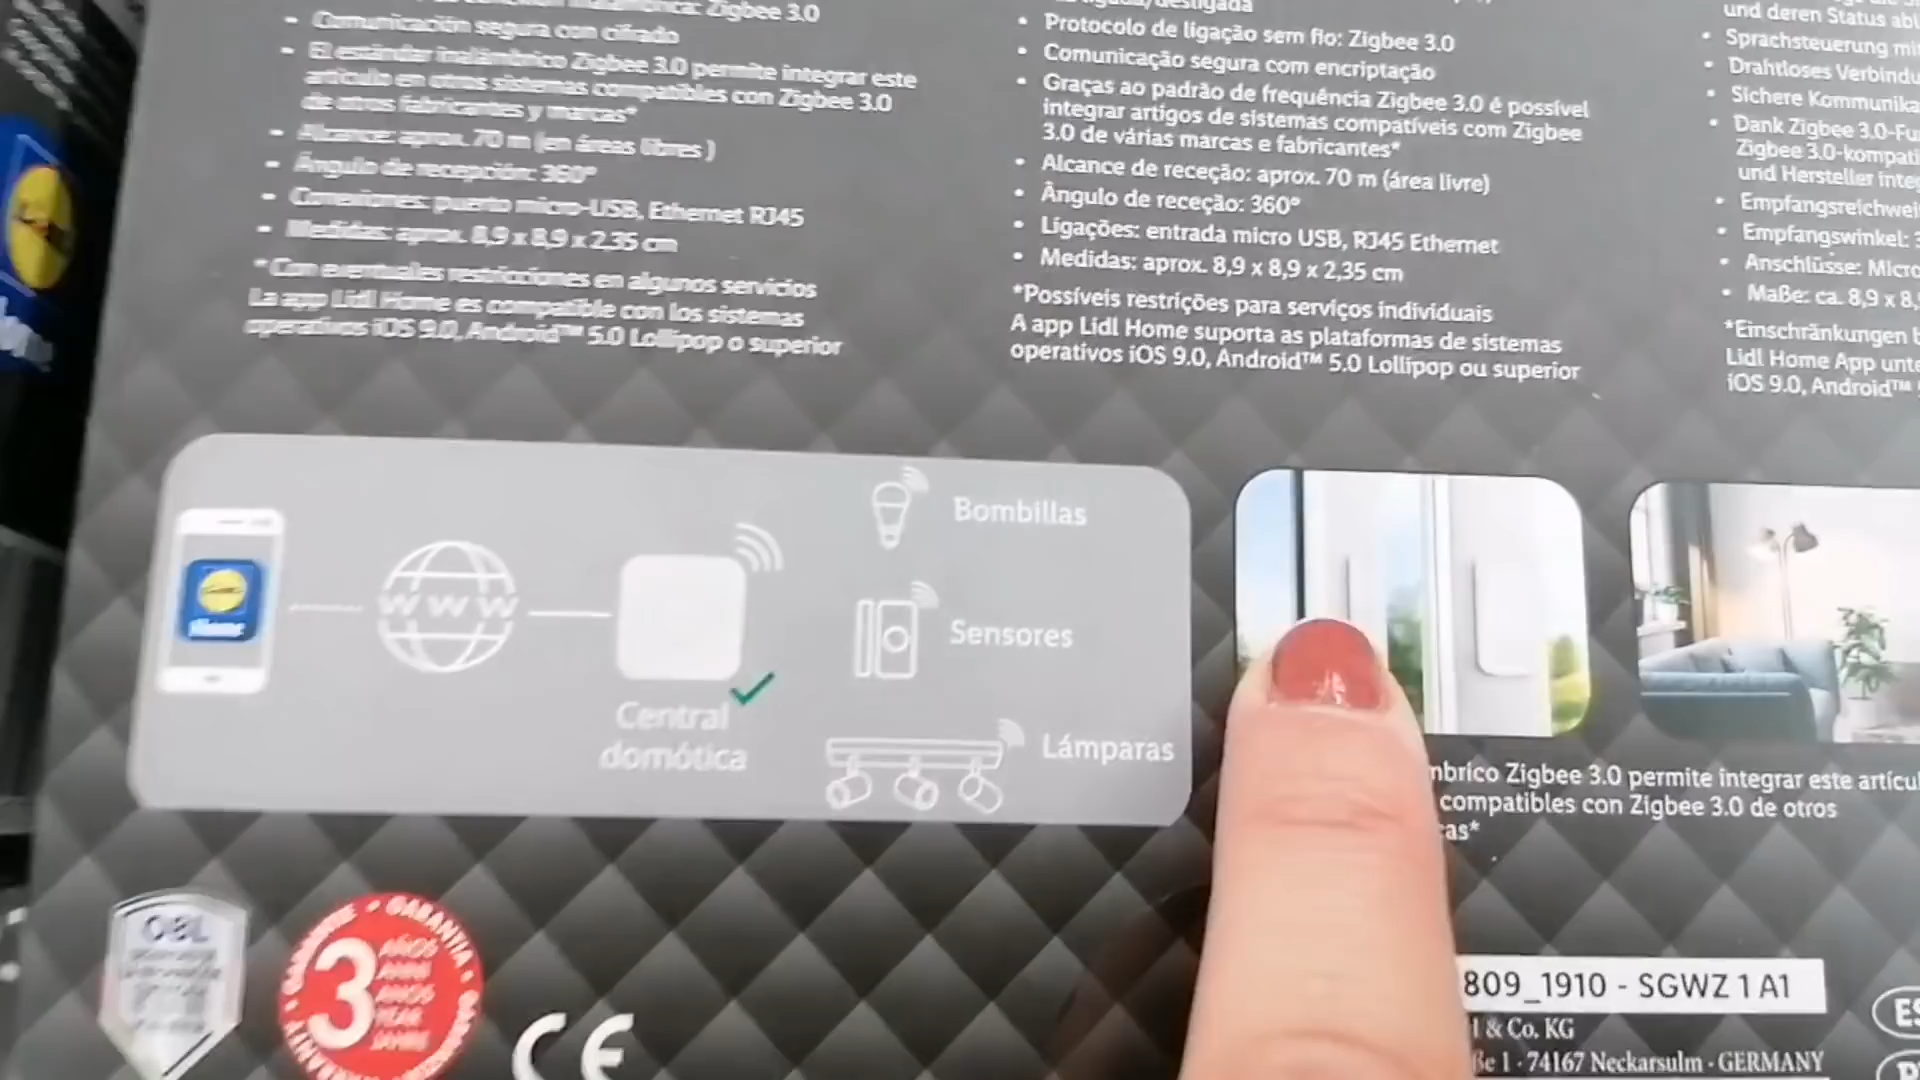 Zigbee 3.0
Comunicación segura con cifrado
El estándar inalámbrico Zigbee 3.0 permite integrar este
artículo en otros sistemas compatibles con Zigbee 3.0
de otros fabricantes y marcas*
Alcance: aprox. 70 m (en áreas libres)
Ángulo de recepción: 360°
Conexiones: puerto micro-USB, Ethernet RJ45
Medidas: aprox. 8,9 x 8,9 x 2,35 cm
*Con eventuales restricciones en algunos servicios
La app Lidl Home es compatible con los sistemas
operativos iOS 9.0, Android™ 5.0 Lollipop o superior
Protocolo de ligação sem fio: Zigbee 3.0
Comunicação segura com encriptação
Graças ao padrão de frequência Zigbee 3.0 é possível
integrar artigos de sistemas compatíveis com Zigbee
3.0 de várias marcas e fabricantes*
Alcance de receção: aprox. 70 m (área livre)
Ângulo de receção: 360°
Ligações: entrada micro USB, RJ45 Ethernet
Medidas: aprox. 8,9 x 8,9 x 2,35 cm
*Possíveis restrições para serviços individuais
A app Lidl Home suporta as plataformas de sistemas
operativos iOS 9.0, Android™ 5.0 Lollipop ou superior
und deren Status
Sprachsteuerung
Drahtloses
Sichere
Dank Zigbee 3.0-
Zigbee 3.0-
und Hersteller
Empfangswinkel:
Anschlüsse:
Maße: ca. 8,9 x 8,
*Einschränkungen
Lidl Home App
iOS 9.0, Android™
Home
WWW
Central
domótica
Bombillas
Sensores
Lámparas
Zigbee 3.0 permite integrar este
compatibles con Zigbee 3.0 de otros
GARANTIA
3 AÑOS
CE
809_1910 - SGWZ 1 A1
& Co. KG
1 · 74167 Neckarsulm · GERMANY
ES